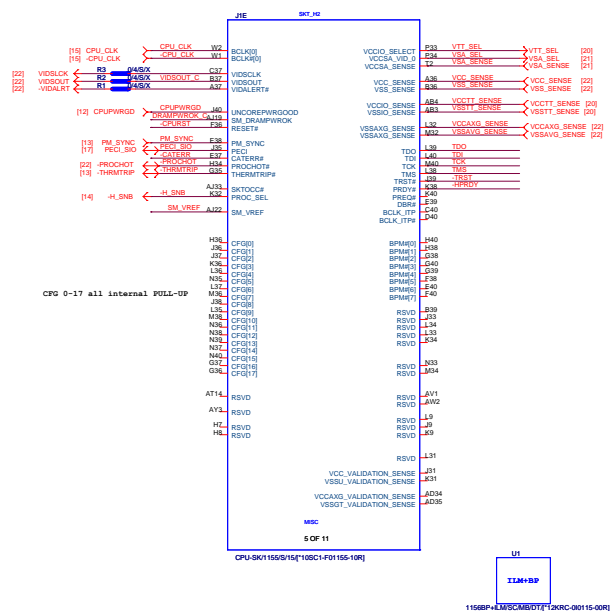 J1E SKT_H2
[15] CPU_CLK CPU_CLK W2 BCLK[0] VCCIO_SELECT P33 VTT_SEL VTT_SEL [20]
[15] -CPU_CLK -CPU_CLK W1 BCLK#[0] VCCSA_VID_0 P34 VSA_SEL VSA_SEL [21]
VCCSA_SENSE T2 VSA_SENSE VSA_SENSE [21]
[22] VIDSLCK R3 0/4/S/X C37 VIDSCLK
[22] VIDSOUT R2 0/4/S/X VIDSOUT_C B37 VIDSOUT VCC_SENSE A36 VCC_SENSE VCC_SENSE [22]
[22] -VIDALRT R1 0/4/S/X A37 VIDALERT# VSS_SENSE B36 VSS_SENSE VSS_SENSE [22]
VCCIO_SENSE AB4 VCCTT_SENSE VCCTT_SENSE [20]
[12] CPUPWRGD CPUPWRGD J40 UNCOREPWRGOOD VSSIO_SENSE AB3 VSSTT_SENSE VSSTT_SENSE [20]
DRAMPWROK_C AJ19 SM_DRAMPWROK
-CPURST F36 RESET# VSSAXG_SENSE L32 VCCAXG_SENSE VCCAXG_SENSE [22]
VSSAXG_SENSE M32 VSSAVG_SENSE VSSAVG_SENSE [22]
[13] PM_SYNC PM_SYNC E38 PM_SYNC
[17] PECI_SIO PECI_SIO J35 PECI TDO L39 TDO
-CATERR E37 CATERR# TDI L40 TDI
[22] -PROCHOT -PROCHOT H34 PROCHOT# TCK M40 TCK
[13] -THRMTRIP -THRMTRIP G35 THERMTRIP# TMS L38 TMS
TRST# J39 -TRST
AJ33 SKTOCC# PRDY# K38 -HPRDY
[14] -H_SNB -H_SNB K32 PROC_SEL PREQ# K40
DBR# E39
SM_VREF AJ22 SM_VREF BCLK_ITP C40
BCLK_ITP# D40
H36 CFG[0] BPM#[0] H40
J36 CFG[1] BPM#[1] H38
J37 CFG[2] BPM#[2] G38
K36 CFG[3] BPM#[3] G40
L36 CFG[4] BPM#[4] G39
N35 CFG[5] BPM#[5] F38
L37 CFG[6] BPM#[6] E40
CFG 0-17 all internal PULL-UP M36 CFG[7] BPM#[7] F40
J38 CFG[8]
L35 CFG[9] RSVD B39
M38 CFG[10] RSVD J33
N36 CFG[11] RSVD L34
N38 CFG[12] RSVD L33
N39 CFG[13] RSVD K34
N37 CFG[14]
N40 CFG[15]
G37 CFG[16] RSVD N33
G36 CFG[17] RSVD M34
AT14 RSVD RSVD AV1
RSVD AW2
AY3 RSVD
RSVD L9
H7 RSVD RSVD J9
H8 RSVD RSVD K9
RSVD L31
VCC_VALIDATION_SENSE J31
VSSU_VALIDATION_SENSE K31
VCCAXG_VALIDATION_SENSE AD34
VSSGT_VALIDATION_SENSE AD35
MISC
5 OF 11
CPU-SK/1155/S/15/[*10SC1-F01155-10R]
U1
ILM+BP
1156BP+ILM/SC/MB/DT/[*12KRC-0I0115-00R]